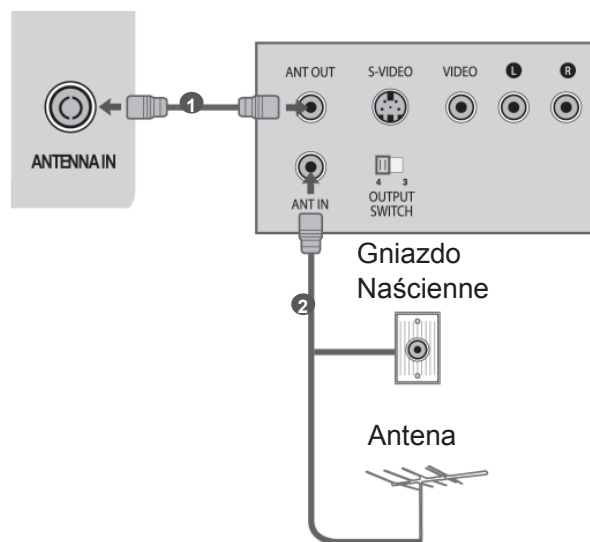 ANT OUT S-VIDEO VIDEO L R
1
ANTENNA IN
4 3
ANT IN OUTPUT
SWITCH
Gniazdo
Naścienne
2
Antena